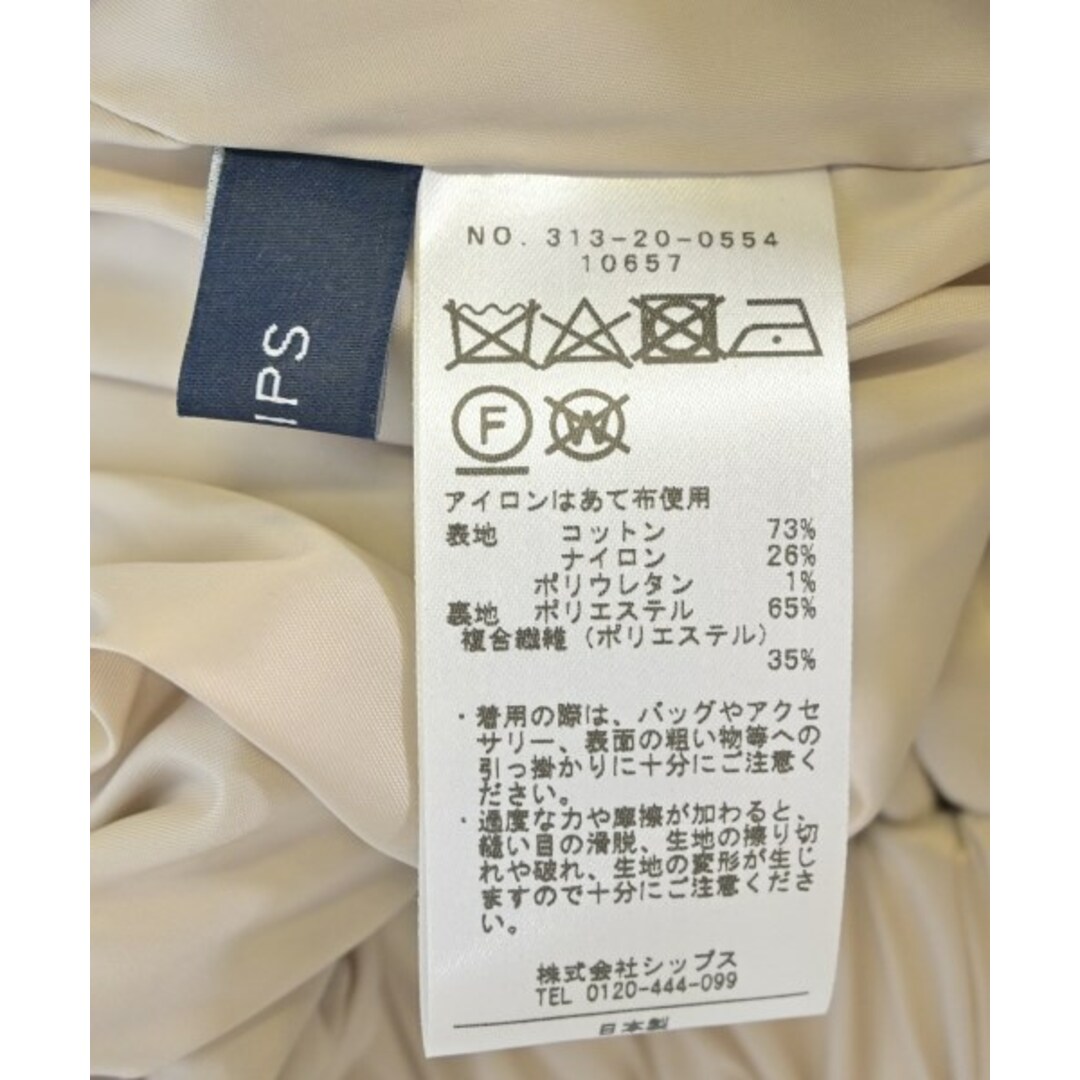 IPS
NO. 313-20-0554
10657
F
W
アイロンはあて布使用
表地 コットン 73%
ナイロン 26%
ポリウレタン 1%
裏地 ポリエステル 65%
複合繊維(ポリエステル)
35%
・着用の際は、バッグやアクセ
サリー、表面の粗い物等への
引っ掛かりに十分にご注意く
ださい。
・過度な力や摩擦が加わると、
縫い目の滑脱、生地の擦り切
れや破れ、生地の変形が生じ
ますので十分にご注意くださ
い。
株式会社シップス
TEL 0120-444-099
日本製